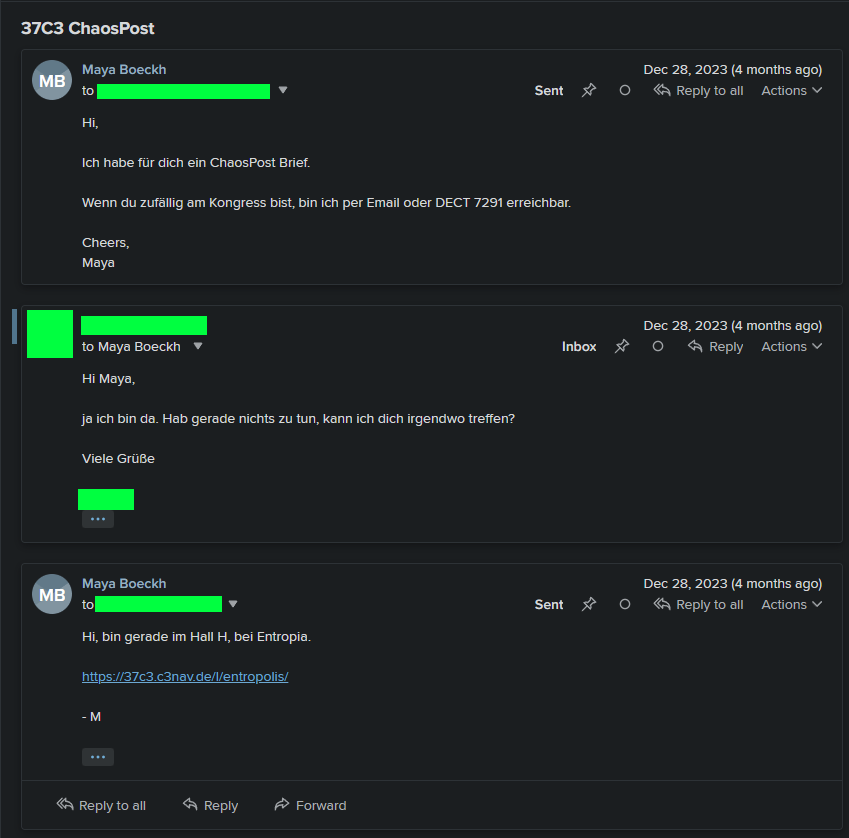 37C3 ChaosPost
MB
Maya Boeckh
Dec 28, 2023 (4 months ago)
to
Sent
Reply to all
Actions
Hi,
Ich habe für dich ein ChaosPost Brief.
Wenn du zufällig am Kongress bist, bin ich per Email oder DECT 7291 erreichbar.
Cheers,
Maya
Dec 28, 2023 (4 months ago)
to Maya Boeckh
Inbox
Reply
Actions
Hi Maya,
ja ich bin da. Hab gerade nichts zu tun, kann ich dich irgendwo treffen?
Viele Grüße
...
MB
Maya Boeckh
Dec 28, 2023 (4 months ago)
to
Sent
Reply to all
Actions
Hi, bin gerade im Hall H, bei Entropia.
https://37c3.c3nav.de/l/entropolis/
- M
...
Reply to all
Reply
Forward